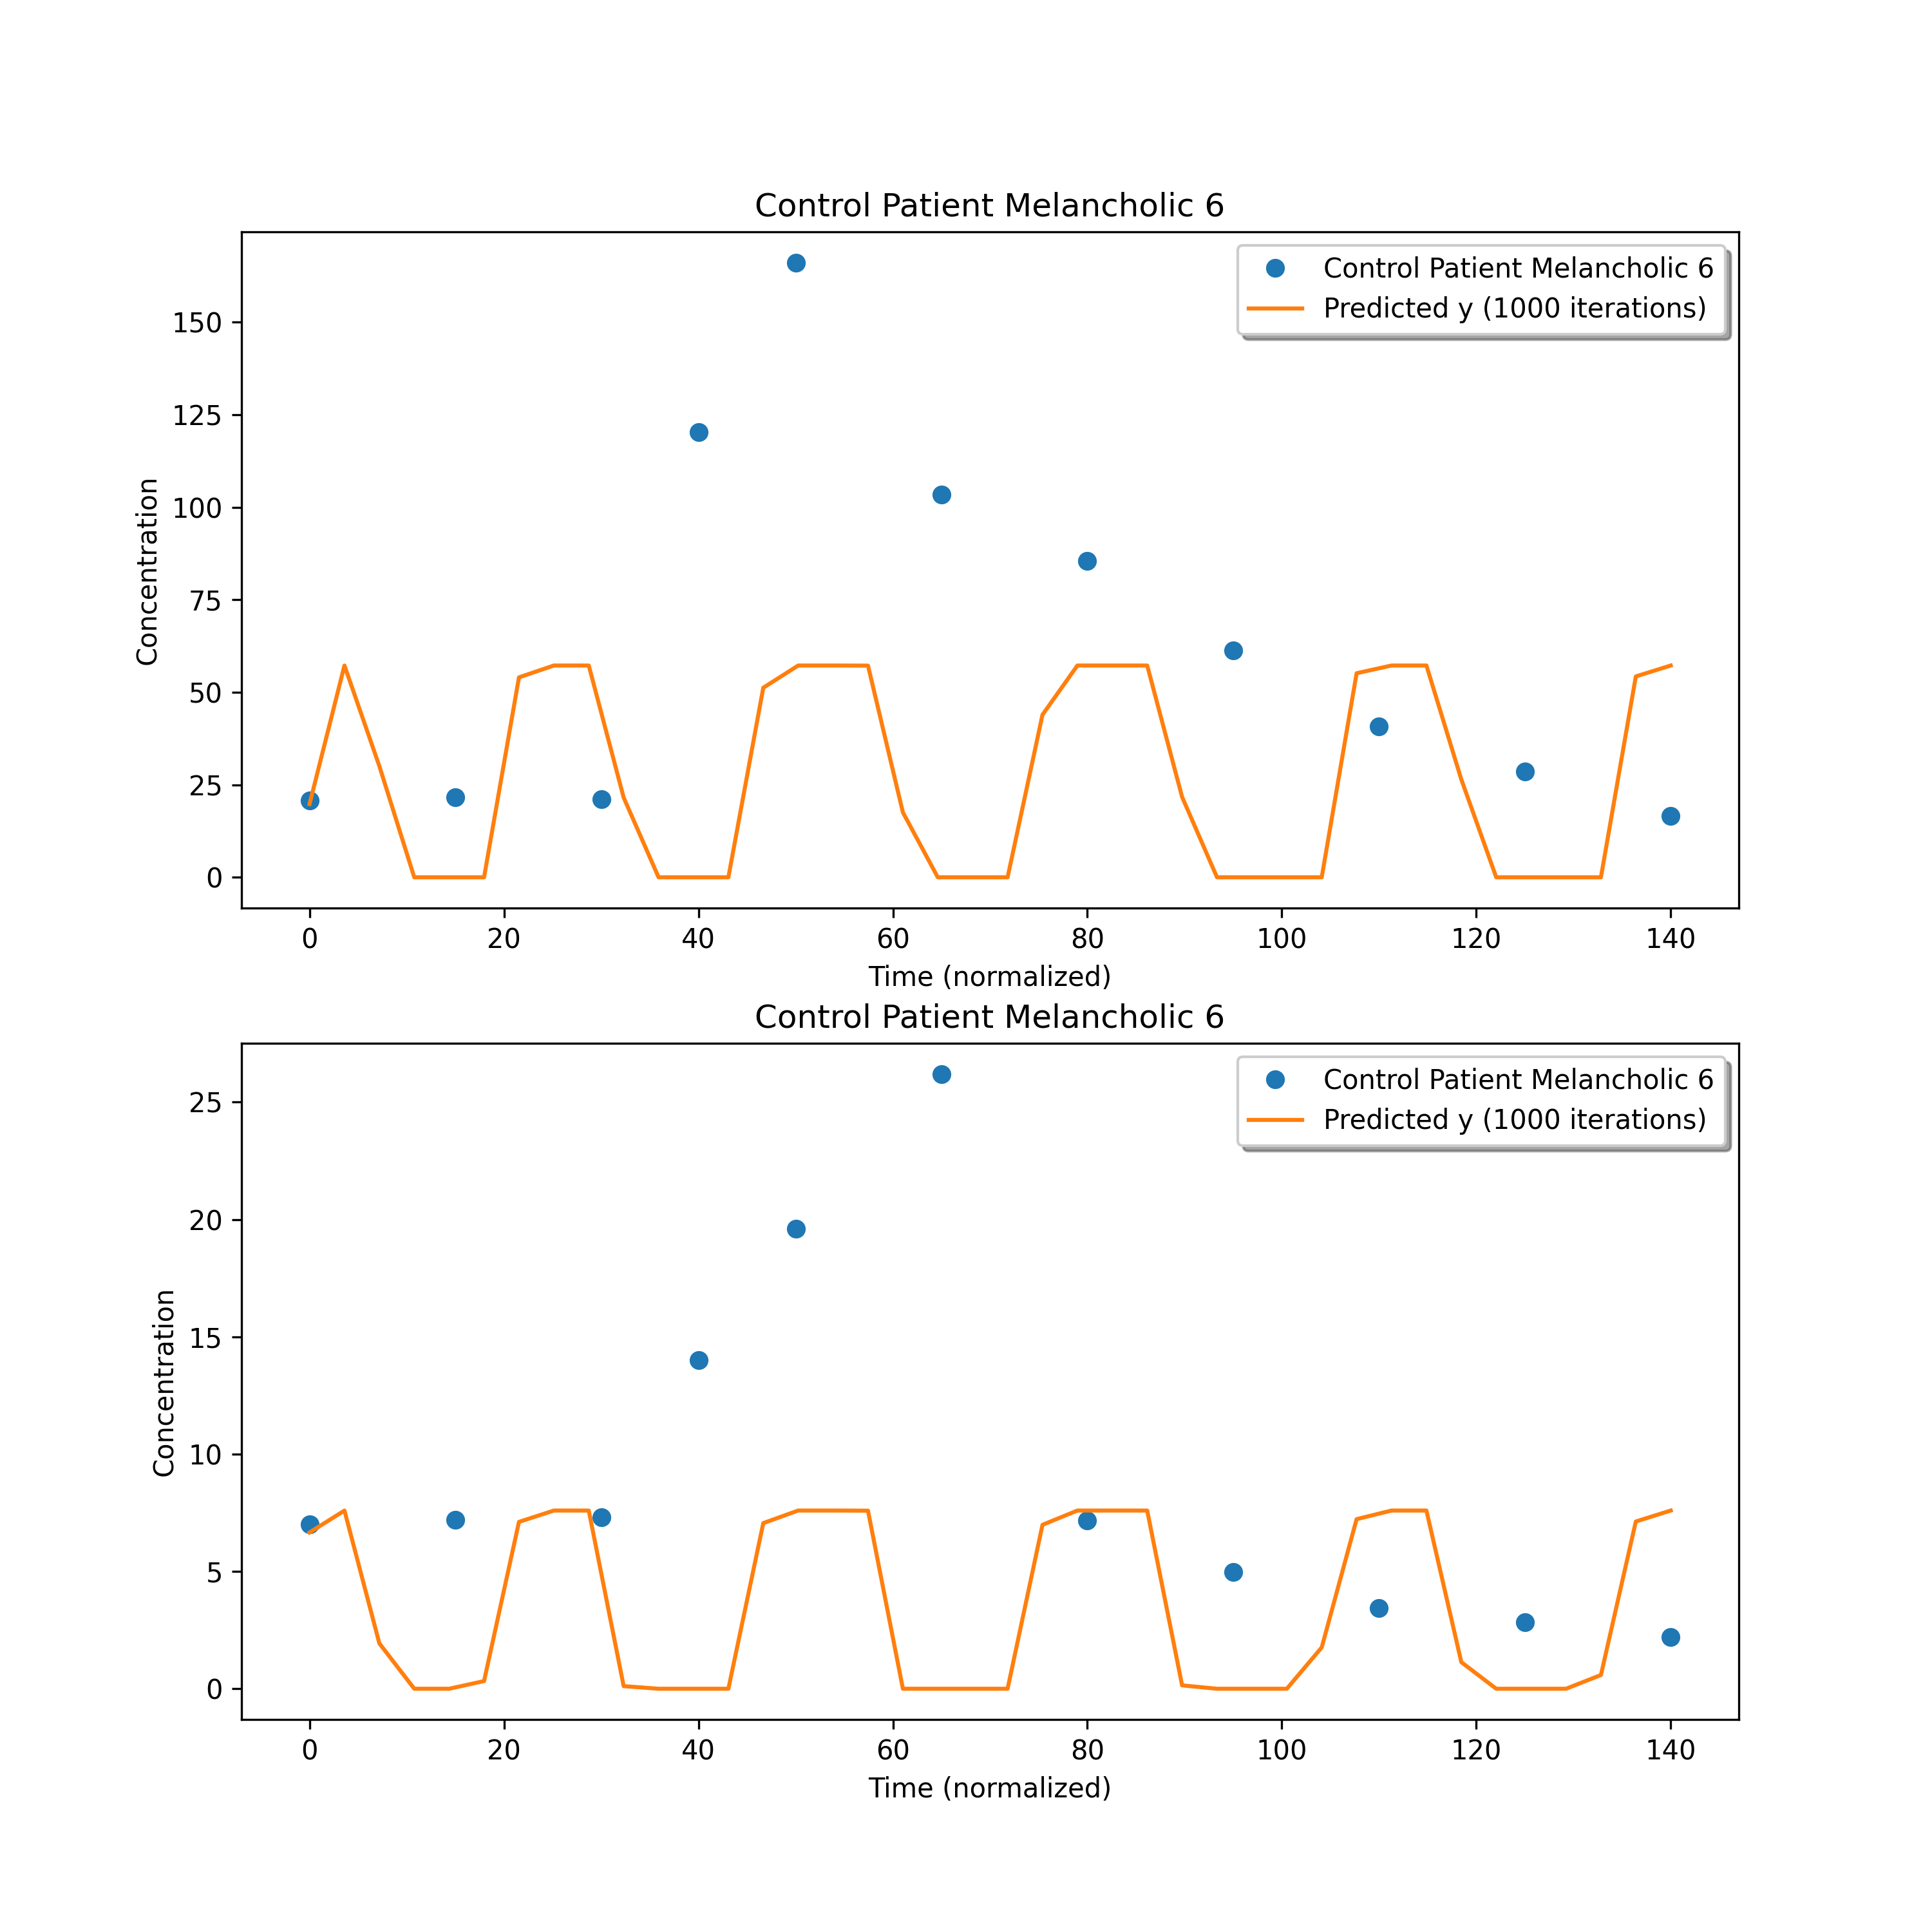 Control Patient Melancholic 6
Control Patient Melancholic 6
Predicted y (1000 iterations)
150
125
100
75
50
25
0
Concentration
0 20 40 60 80 100 120 140
Time (normalized)
Control Patient Melancholic 6
Control Patient Melancholic 6
Predicted y (1000 iterations)
25
20
15
10
5
0
Concentration
0 20 40 60 80 100 120 140
Time (normalized)